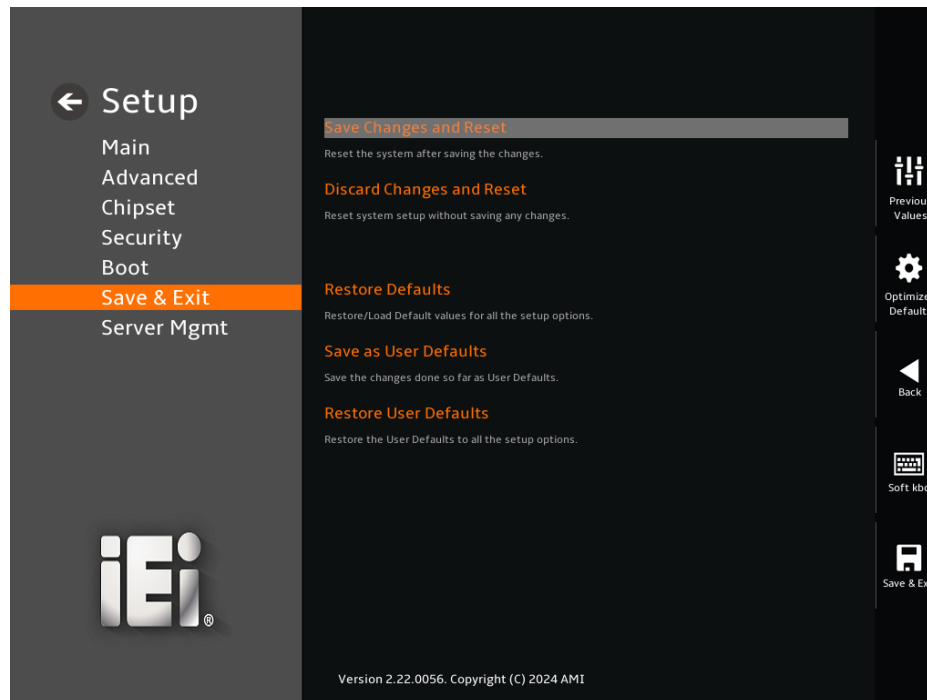 Setup
Main
Advanced
Chipset
Security
Boot
Save & Exit
Server Mgmt
iEi®
Save Changes and Reset
Reset the system after saving the changes.
Discard Changes and Reset
Reset system setup without saving any changes.
Restore Defaults
Restore/Load Default values for all the setup options.
Save as User Defaults
Save the changes done so far as User Defaults.
Restore User Defaults
Restore the User Defaults to all the setup options.
Version 2.22.0056. Copyright (C) 2024 AMI
Values
Back
Soft
Save &